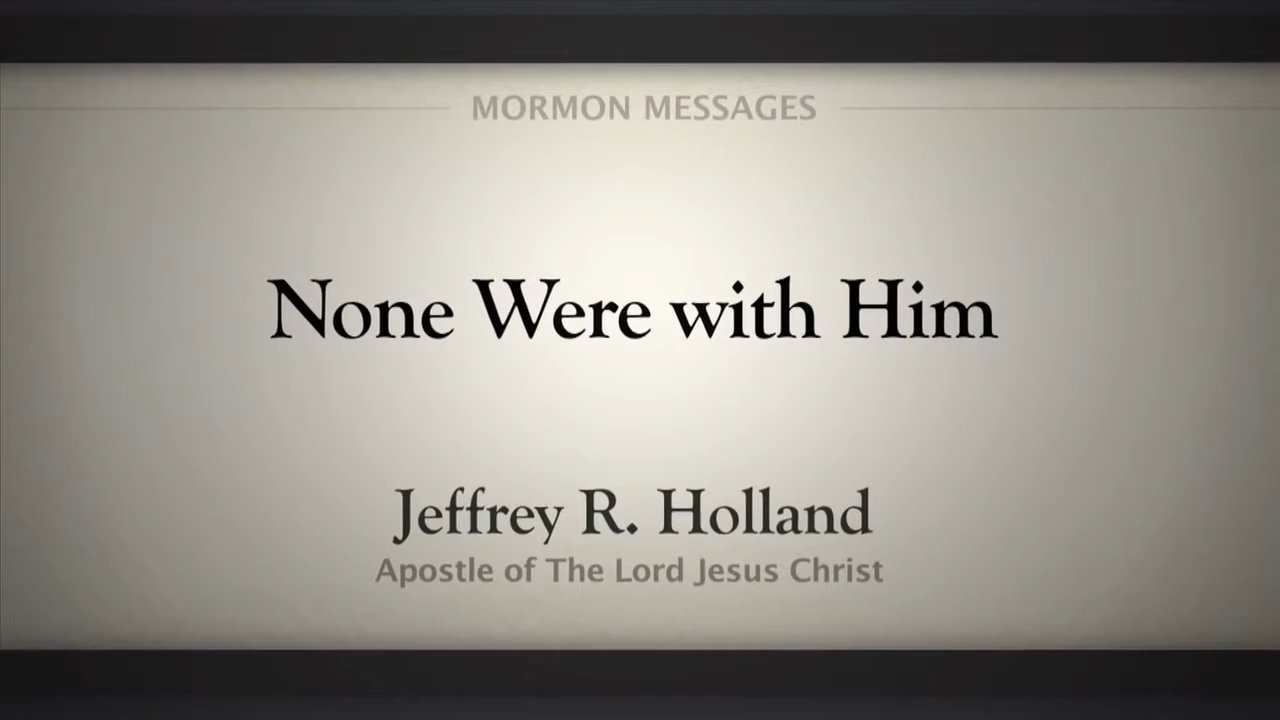 MORMON MESSAGES
None Were with Him
Jeffrey R. Holland
Apostle of The Lord Jesus Christ